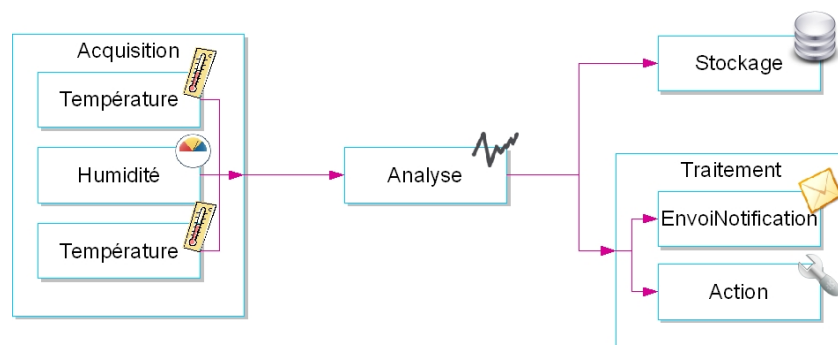 Acquisition
Température
Humidité
Température
Analyse
Stockage
Traitement
EnvoiNotification
Action